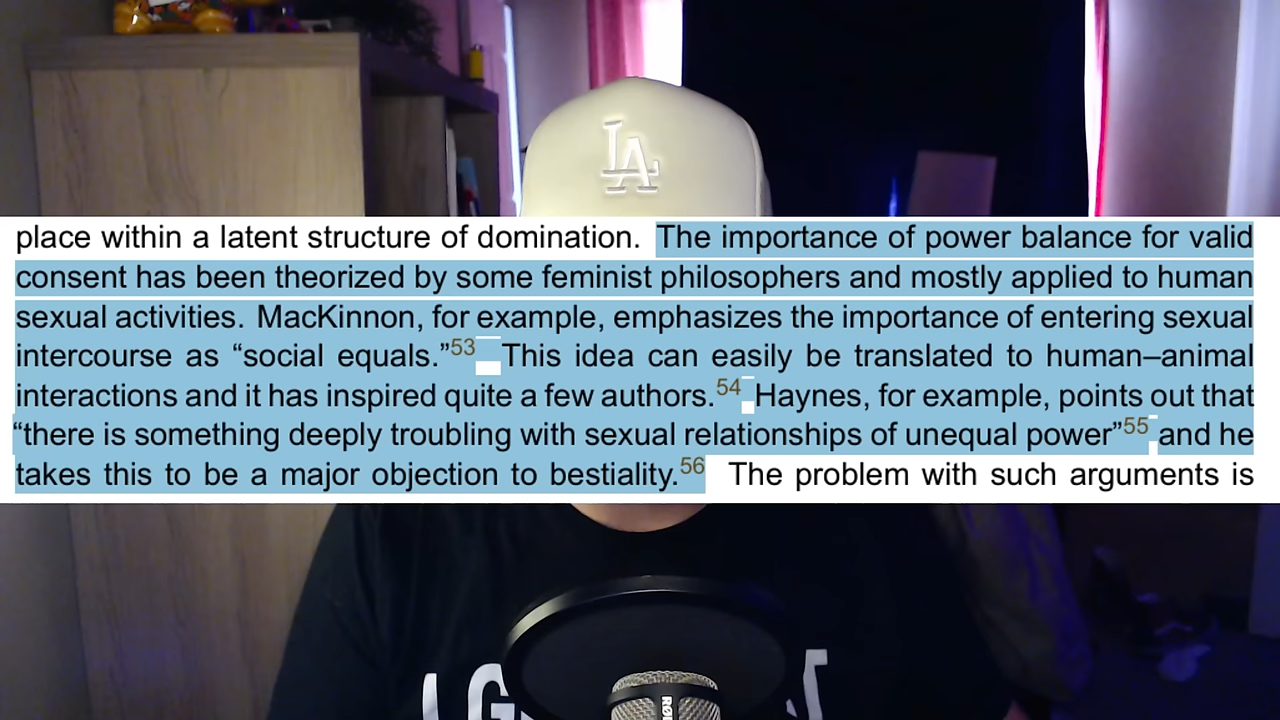 LA
place within a latent structure of domination. The importance of power balance for valid
consent has been theorized by some feminist philosophers and mostly applied to human
sexual activities. MacKinnon, for example, emphasizes the importance of entering sexual
intercourse as “social equals.”53 This idea can easily be translated to human–animal
interactions and it has inspired quite a few authors.54 Haynes, for example, points out that
“there is something deeply troubling with sexual relationships of unequal power”55 and he
takes this to be a major objection to bestiality.56 The problem with such arguments is